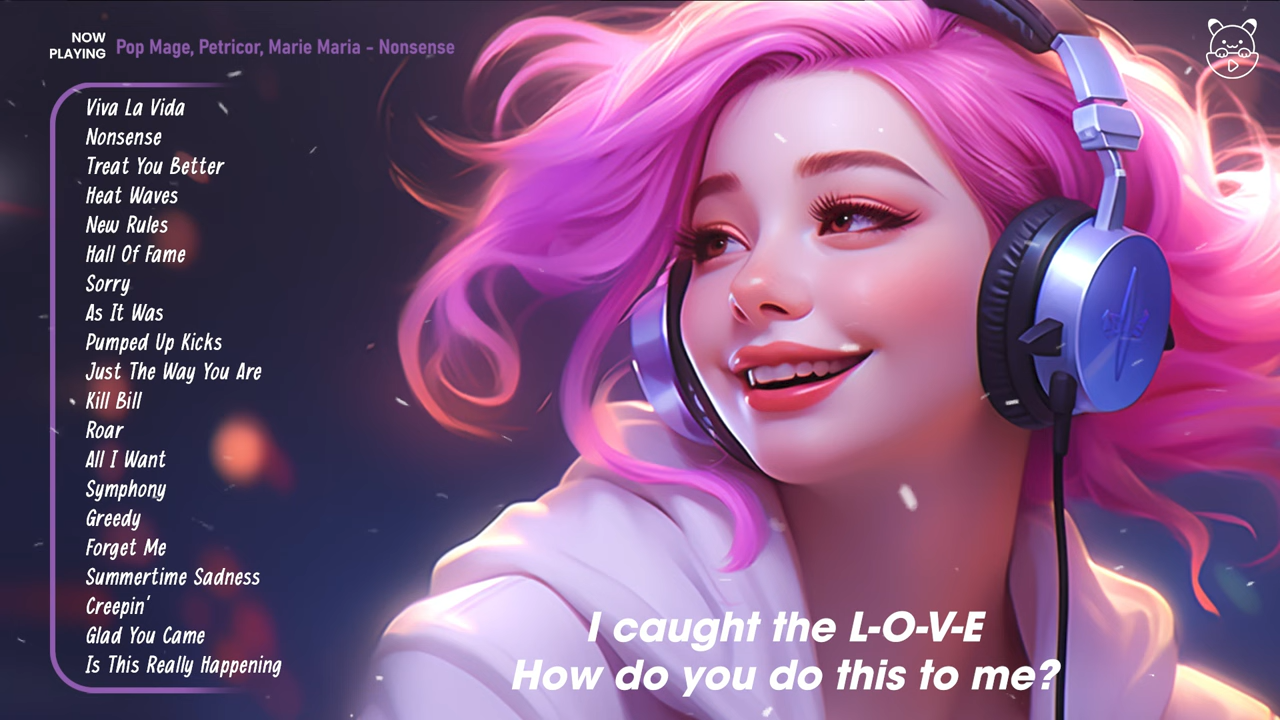 NOW
PLAYING
Pop Mage, Petricor, Marie Maria - Nonsense
Viva La Vida
Nonsense
Treat You Better
Heat Waves
New Rules
Hall Of Fame
Sorry
As It Was
Pumped Up Kicks
Just The Way You Are
Kill Bill
Roar
All I Want
Symphony
Greedy
Forget Me
Summertime Sadness
Creepin'
Glad You Came
Is This Really Happening
I caught the L-O-V-E
How do you do this to me?